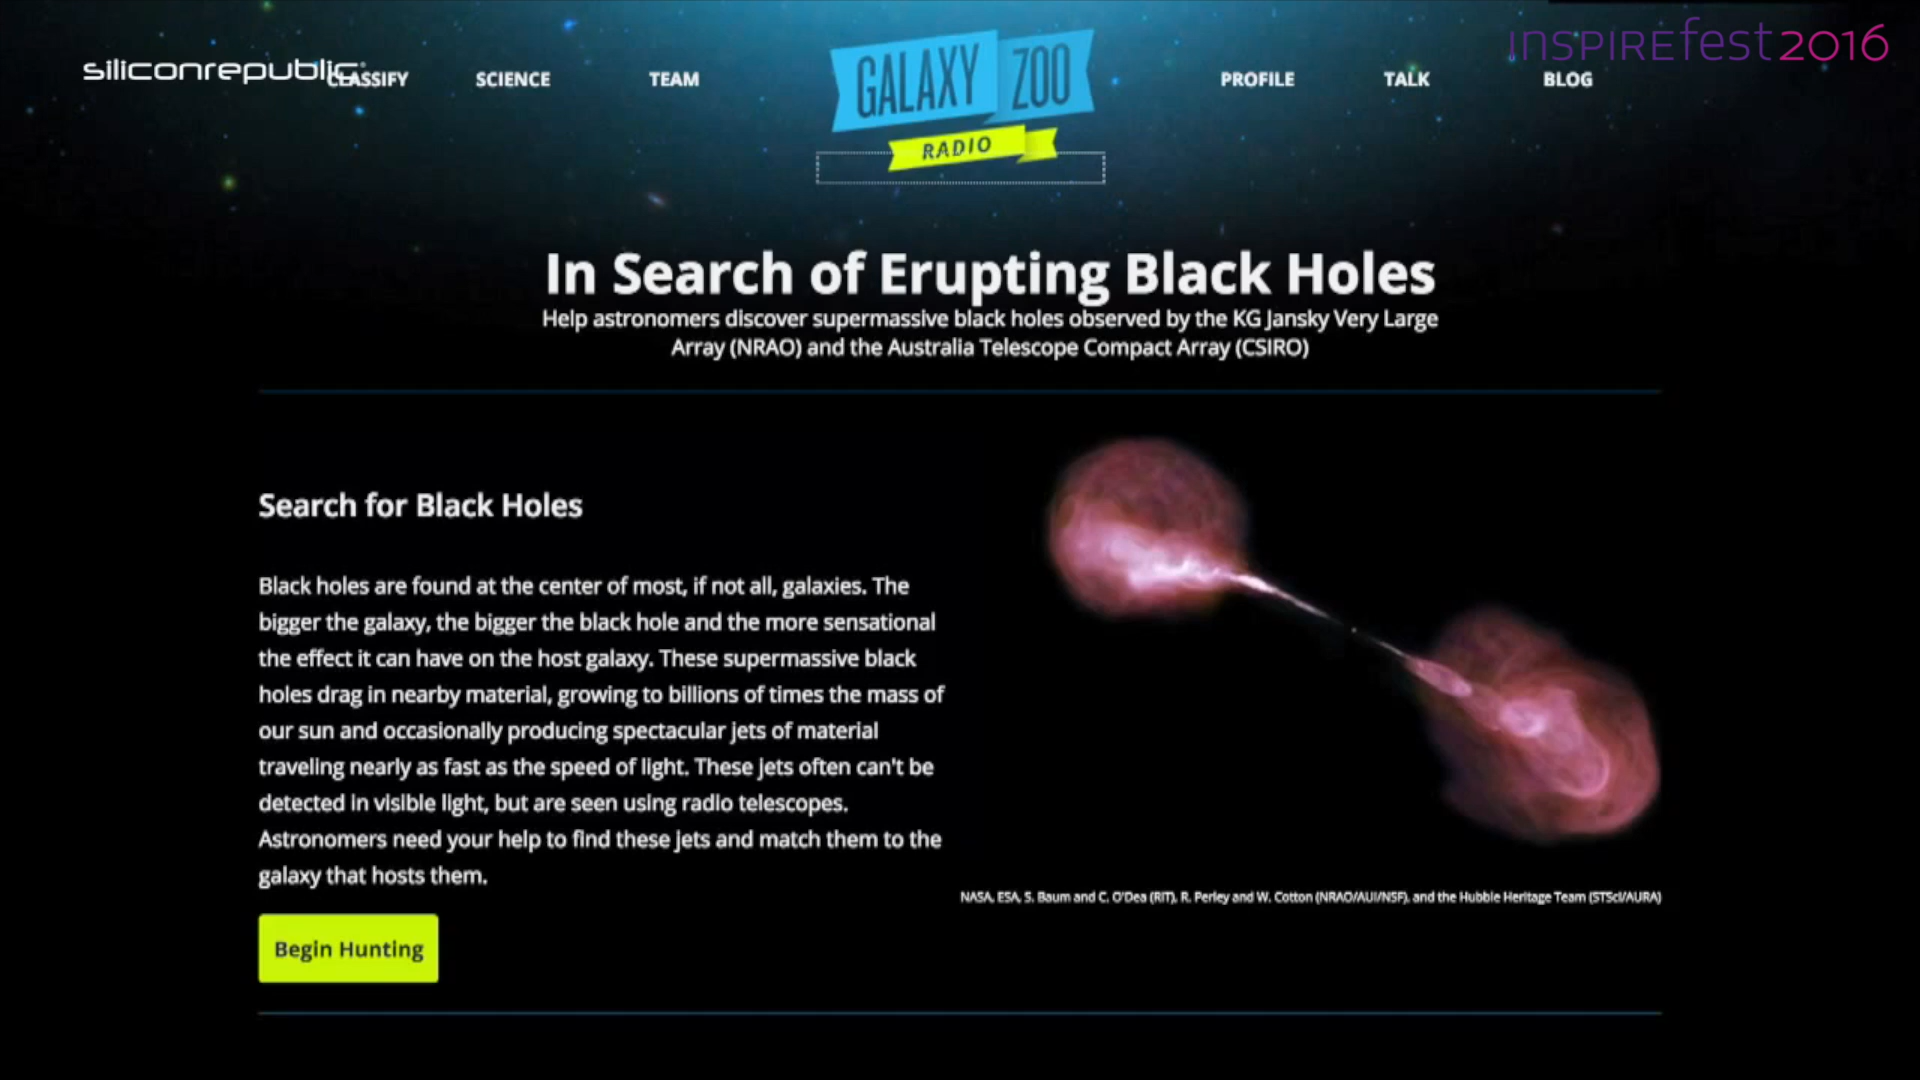 siliconrepublic
INSPIREfest2016
CLASSIFY
SCIENCE
TEAM
GALAXY ZOO
RADIO
PROFILE
TALK
BLOG
In Search of Erupting Black Holes
Help astronomers discover supermassive black holes observed by the KG Jansky Very Large
Array (NRAO) and the Australia Telescope Compact Array (CSIRO)
Search for Black Holes
Black holes are found at the center of most, if not all, galaxies. The
bigger the galaxy, the bigger the black hole and the more sensational
the effect it can have on the host galaxy. These supermassive black
holes drag in nearby material, growing to billions of times the mass of
our sun and occasionally producing spectacular jets of material
traveling nearly as fast as the speed of light. These jets often can't be
detected in visible light, but are seen using radio telescopes.
Astronomers need your help to find these jets and match them to the
galaxy that hosts them.
NASA, ESA, S. Baum and C. O'Dea (RIT), R. Perley and W. Cotton (NRAO/AUI/NSF), and the Hubble Heritage Team (STScI/AURA)
Begin Hunting